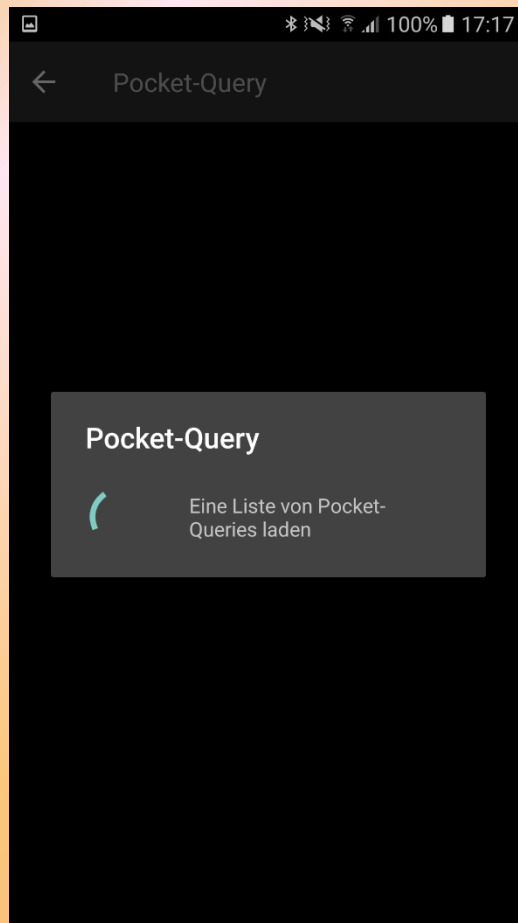 100% 17:17
Pocket-Query
Pocket-Query
Eine Liste von Pocket-
Queries laden